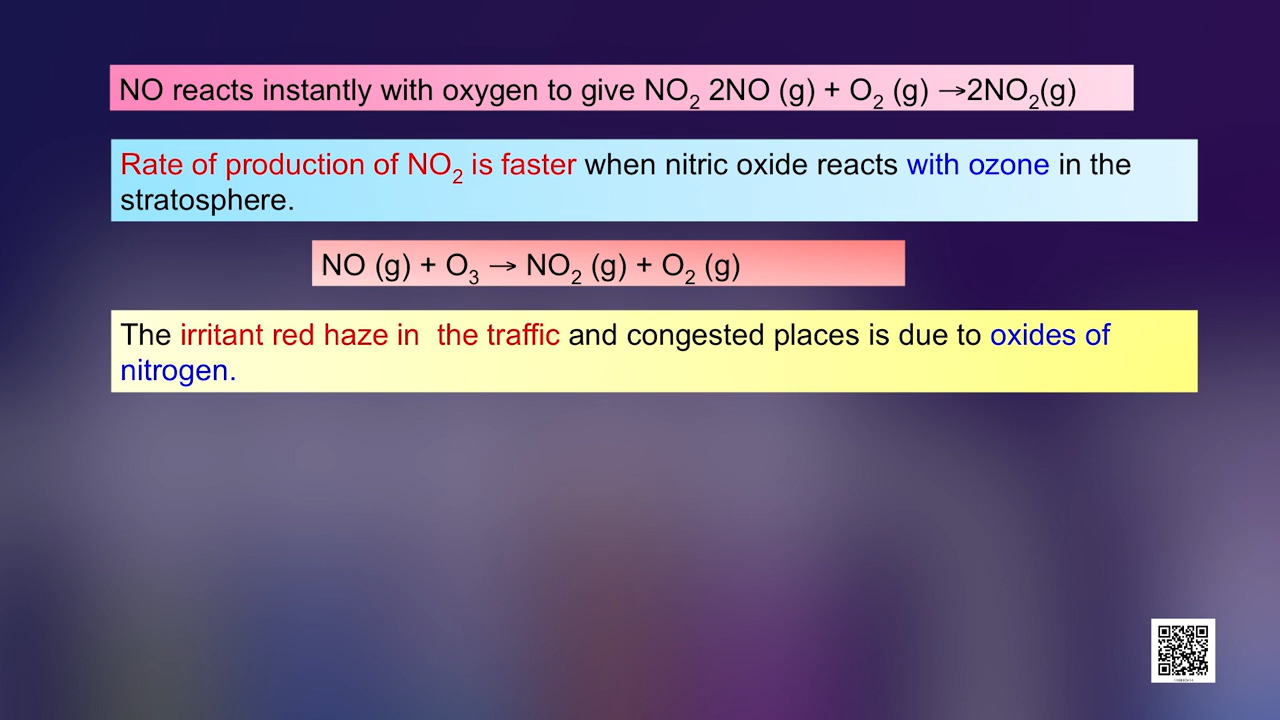 NO reacts instantly with oxygen to give NO₂ 2NO (g) + O₂ (g) →2NO₂(g)
Rate of production of NO₂ is faster when nitric oxide reacts with ozone in the
stratosphere.
NO (g) + O₃ → NO₂ (g) + O₂ (g)
The irritant red haze in  the traffic and congested places is due to oxides of
nitrogen.